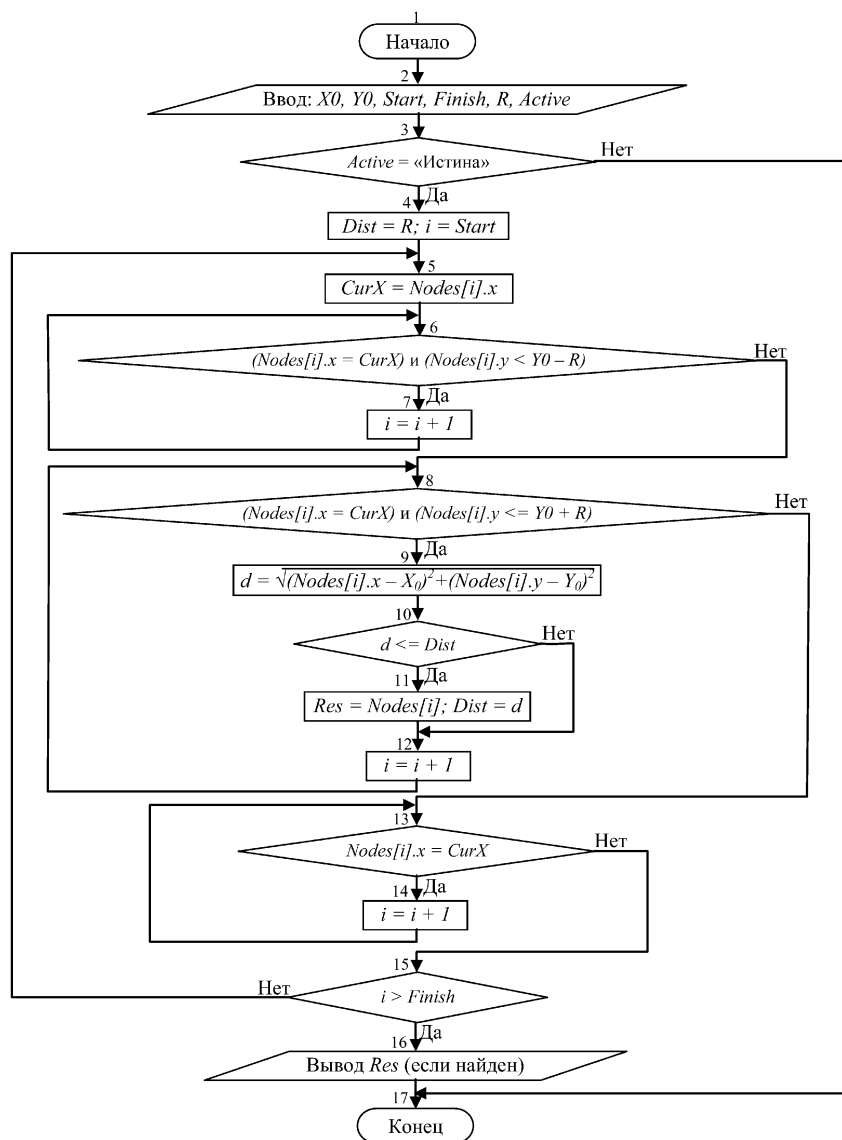 1
Начало
2
Ввод: X0, Y0, Start, Finish, R, Active
3
Active = «Истина»
Нет
Да
4
Dist = R; i = Start
5
CurX = Nodes[i].x
6
(Nodes[i].x = CurX) и (Nodes[i].y < Y0 – R)
Нет
Да
7
i = i + 1
8
(Nodes[i].x = CurX) и (Nodes[i].y <= Y0 + R)
Нет
Да
9
d = √(Nodes[i].x – X₀)²+(Nodes[i].y – Y₀)²
10
d <= Dist
Нет
Да
11
Res = Nodes[i]; Dist = d
12
i = i + 1
13
Nodes[i].x = CurX
Нет
Да
14
i = i + 1
15
i > Finish
Нет
Да
16
Вывод Res (если найден)
17
Конец